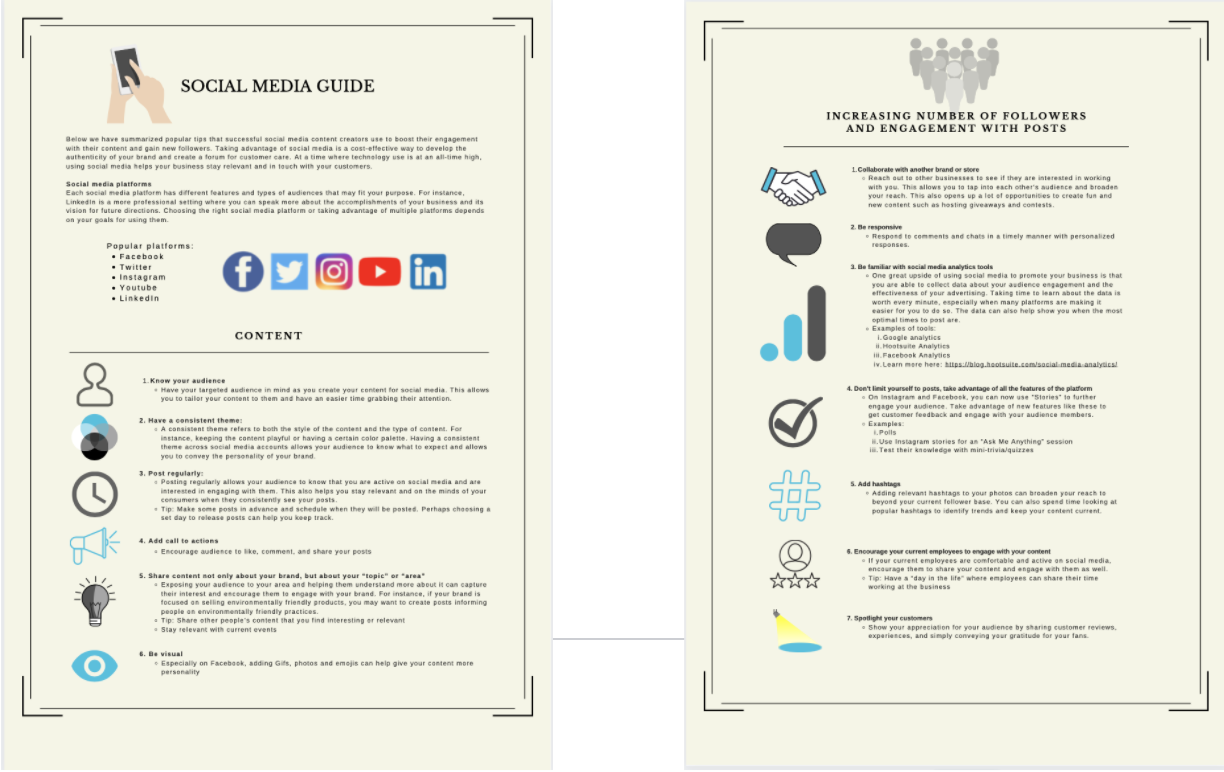 SOCIAL MEDIA GUIDE
Below we have summarized popular tips that successful social media content creators use to boost their engagement
with their content and gain new followers. Taking advantage of social media is a cost-effective way to develop the
authenticity of your brand and create a forum for customer care. At a time where technology use is at an all-time high,
using social media helps your business stay relevant and in touch with your customers.
Social media platforms
Each social media platform has different features and types of audiences that may fit your purpose. For instance,
LinkedIn is a more professional setting where you can speak more about the accomplishments of your business and its
vision for future directions. Choosing the right social media platform or taking advantage of multiple platforms depends
on your goals for using them.
Popular platforms:
• Facebook
• Twitter
• Instagram
• Youtube
• LinkedIn
CONTENT
1. Know your audience
Have your targeted audience in mind as you create your content for social media. This allows
you to tailor your content to them and have an easier time grabbing their attention.
2. Have a consistent theme:
A consistent theme refers to both the style of the content and the type of content. For
instance, keeping the content playful or having a certain color palette. Having a consistent
theme across social media accounts allows your audience to know what to expect and allows
you to convey the personality of your brand.
3. Post regularly:
Posting regularly allows your audience to know that you are active on social media and are
interested in engaging with them. This also helps you stay relevant and on the minds of your
consumers when they consistently see your posts.
Tip: Make some posts in advance and schedule when they will be posted. Perhaps choosing a
set day to release posts can help you keep track.
4. Add call to actions
Encourage audience to like, comment, and share your posts
5. Share content not only about your brand, but about your "topic" or "area"
Exposing your audience to your area and helping them understand more about it can capture
their interest and encourage them to engage with your brand. For instance, if your brand is
focused on selling environmentally friendly products, you may want to create posts informing
people on environmentally friendly practices.
Tip: Share other people's content that you find interesting or relevant
Stay relevant with current events
6. Be visual
Especially on Facebook, adding Gifs, photos and emojis can help give your content more
personality
INCREASING NUMBER OF FOLLOWERS
AND ENGAGEMENT WITH POSTS
1. Collaborate with another brand or store
Reach out to other businesses to see if they are interested in working
with you. This allows you to tap into each other's audience and broaden
your reach. This also opens up a lot of opportunities to create fun and
new content such as hosting giveaways and contests.
2. Be responsive
Respond to comments and chats in a timely manner with personalized
responses.
3. Be familiar with social media analytics tools
One great upside of using social media to promote your business is that
you are able to collect data about your audience engagement and the
effectiveness of your advertising. Taking time to learn about the data is
worth every minute, especially when many platforms are making it
easier for you to do so. The data can also help show you when the most
optimal times to post are.
Examples of tools:
i. Google analytics
ii. Hootsuite Analytics
iii. Facebook Analytics
iv. Learn more here: https://blog.hootsuite.com/social-media-analytics/
4. Don't limit yourself to posts, take advantage of all the features of the platform
On Instagram and Facebook, you can now use "Stories" to further
engage your audience. Take advantage of new features like these to
get customer feedback and engage with your audience members.
Examples:
i. Polls
ii. Use Instagram stories for an "Ask Me Anything" session
iii. Test their knowledge with mini-trivia/quizzes
5. Add hashtags
Adding relevant hashtags to your photos can broaden your reach to
beyond your current follower base. You can also spend time looking at
popular hashtags to identify trends and keep your content current.
6. Encourage your current employees to engage with your content
If your current employees are comfortable and active on social media,
encourage them to share your content and engage with them as well.
Tip: Have a "day in the life" where employees can share their time
working at the business
7. Spotlight your customers
Show your appreciation for your audience by sharing customer reviews,
experiences, and simply conveying your gratitude for your fans.